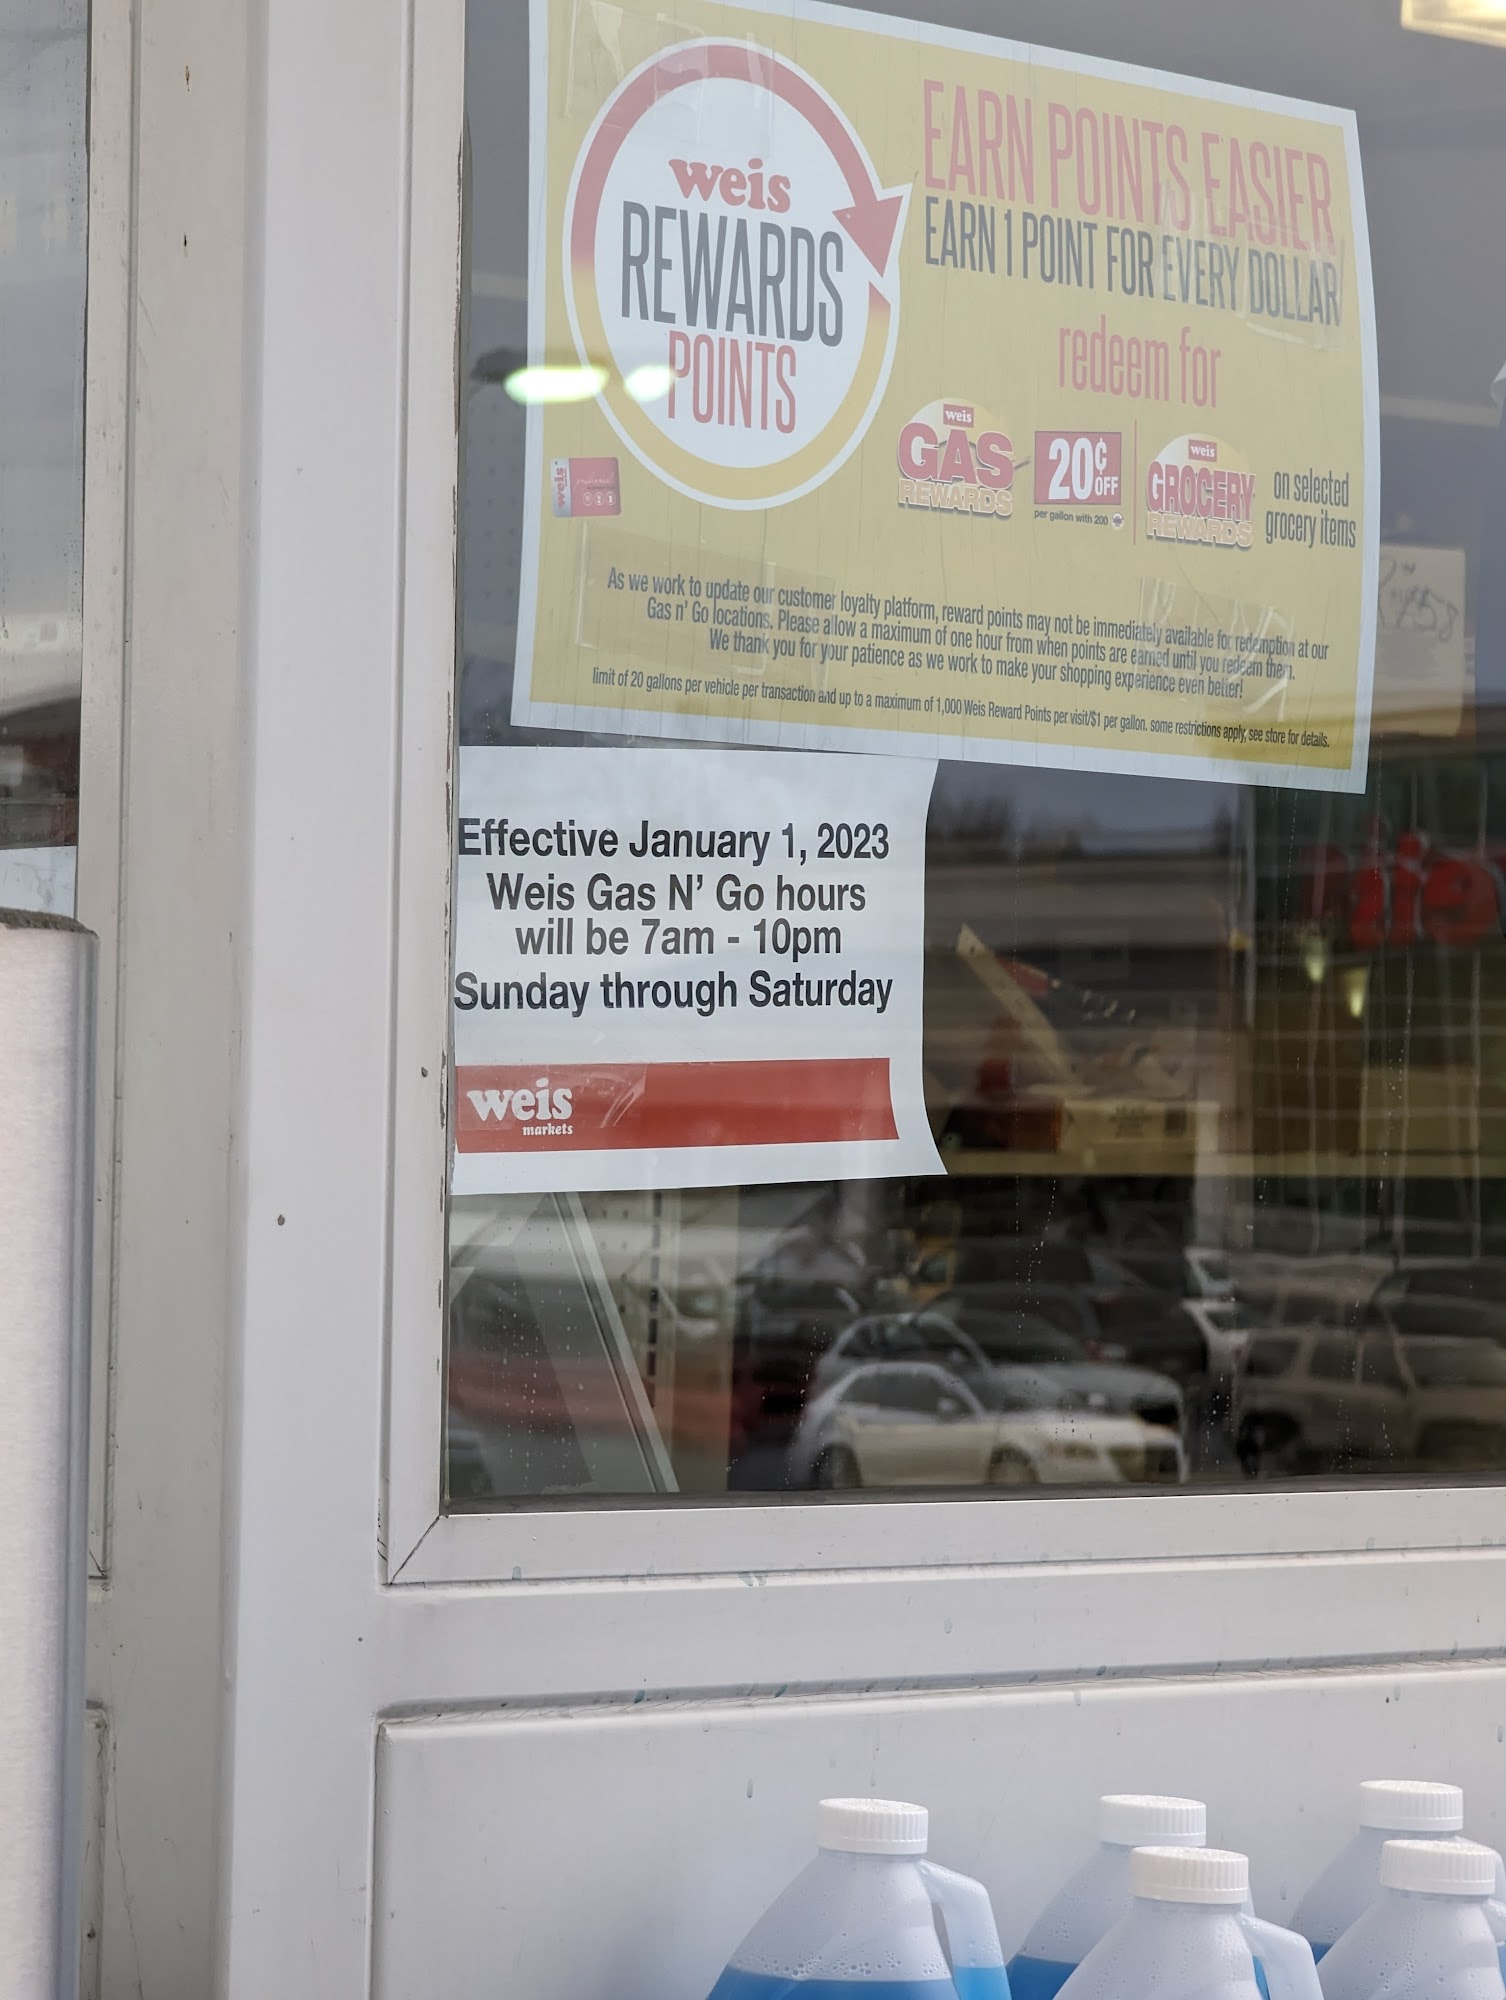 weis
REWARDS
POINTS
EARN POINTS EASIER
EARN 1 POINT FOR EVERY DOLLAR
redeem for
weis
GAS
REWARDS
20¢
OFF
per gallon with 200
weis
GROCERY
REWARDS
on selected
grocery items
weis
As we work to update our customer loyalty platform, reward points may not be immediately available for redemption at our
Gas n' Go locations. Please allow a maximum of one hour from when points are earned until you redeem them.
We thank you for your patience as we work to make your shopping experience even better!
limit of 20 gallons per vehicle per transaction and up to a maximum of 1,000 Weis Reward Points per visit/$1 per gallon. some restrictions apply, see store for details.
Effective January 1, 2023
Weis Gas N' Go hours
will be 7am - 10pm
Sunday through Saturday
weis
markets